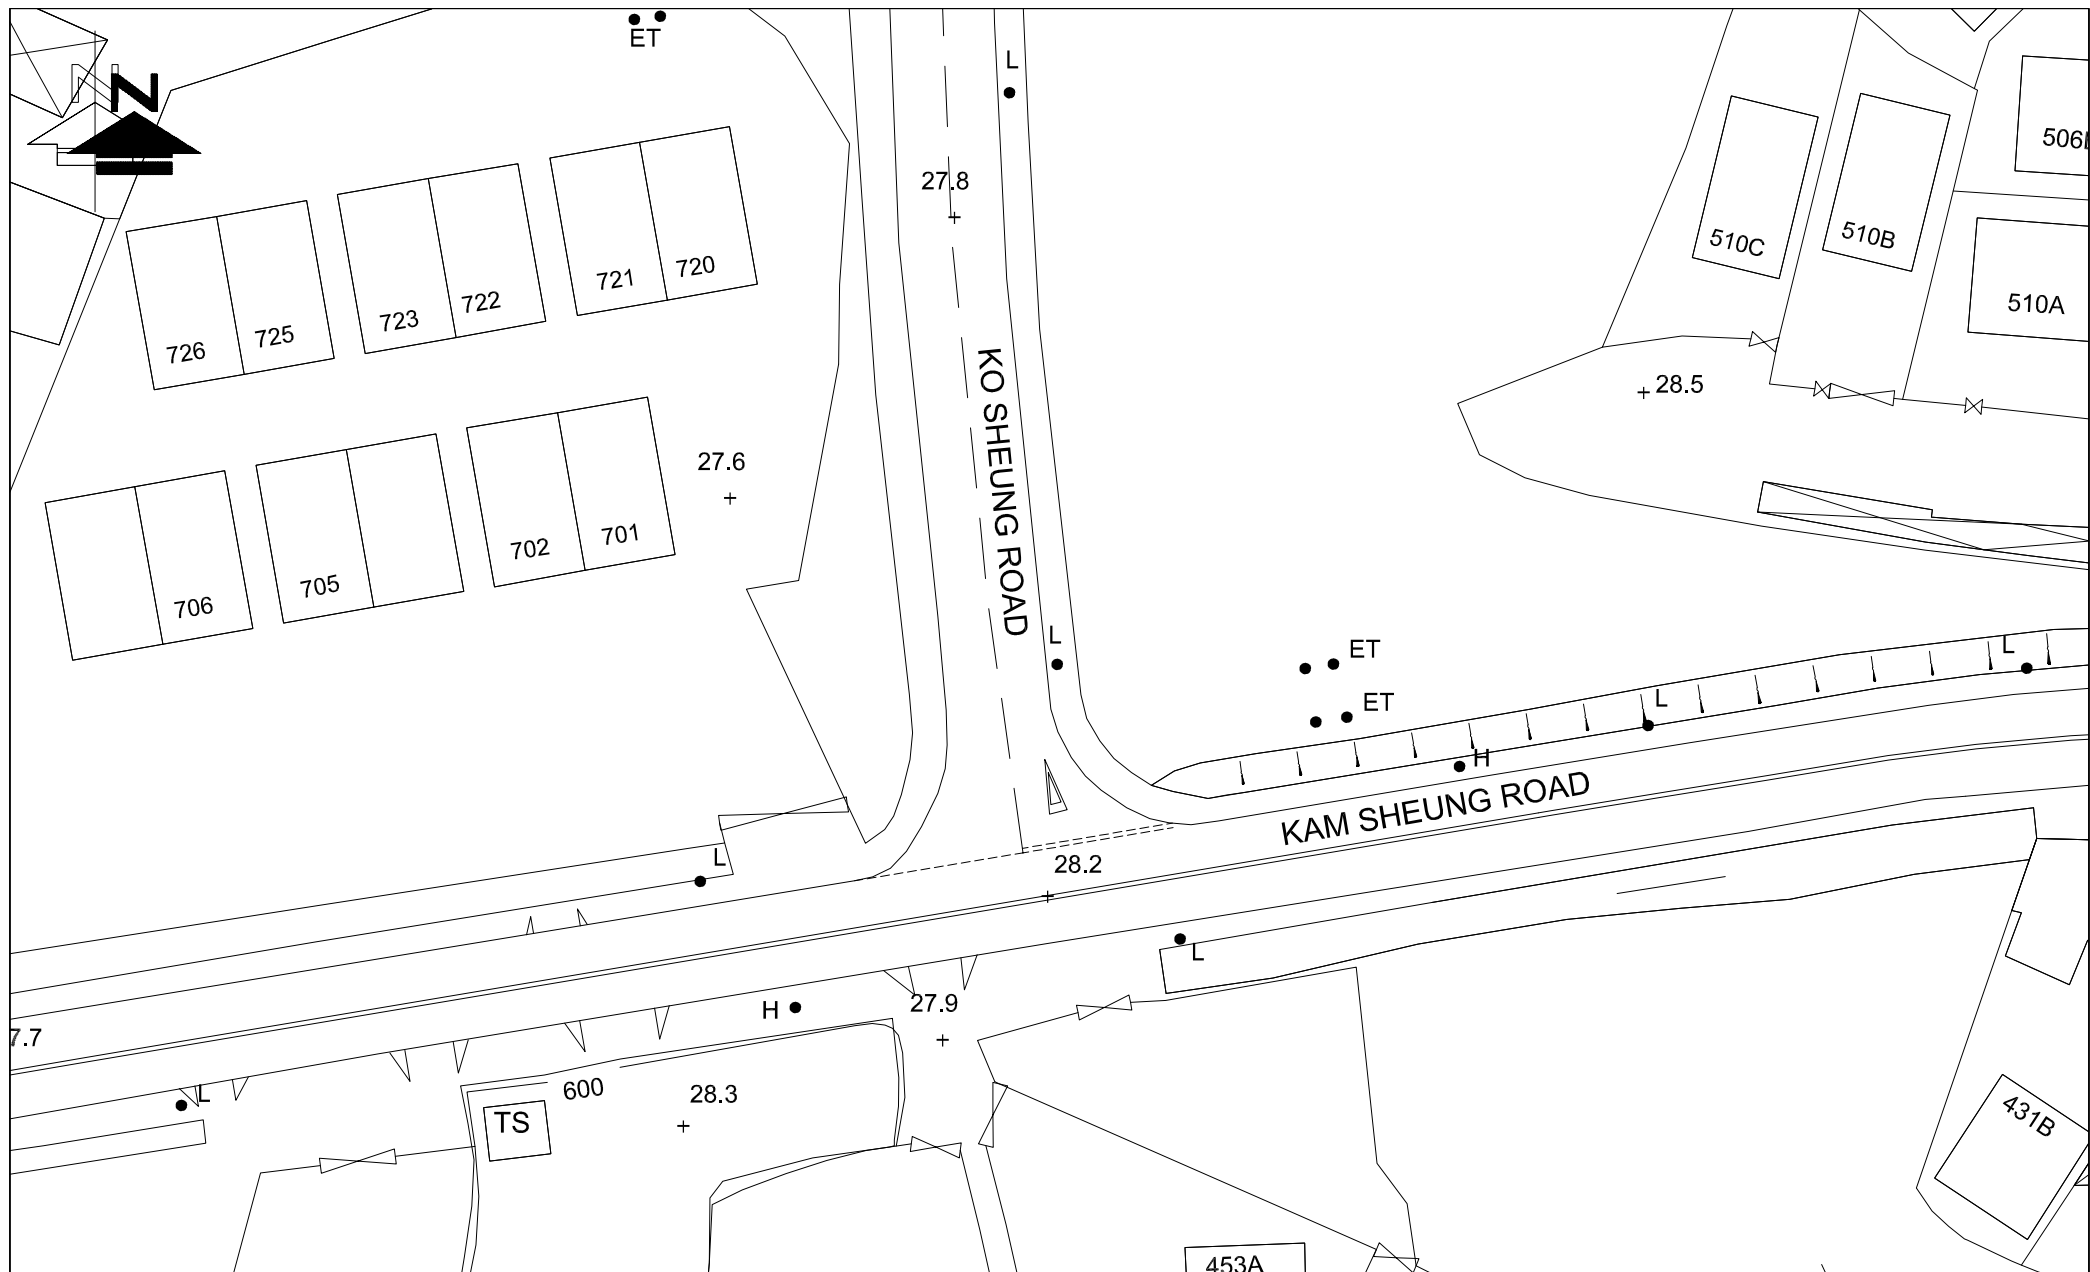 ET
L
N
27.8
506
510C
510B
721
720
722
723
725
726
510A
28.5
KO SHEUNG ROAD
27.6
702
701
705
706
L
ET
L
ET
L
H
KAM SHEUNG ROAD
L
28.2
L
27.9
H
7.7
L
600
28.3
TS
431B
453A